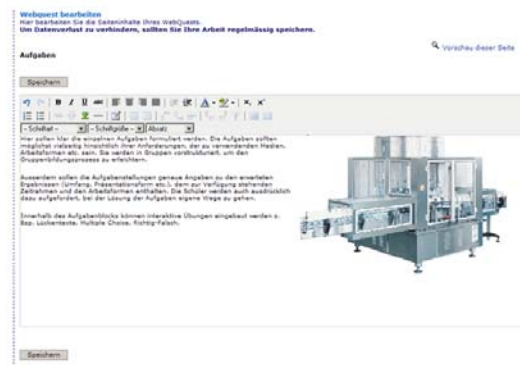 Webquest bearbeiten
Hier bearbeiten Sie die Seiteninhalte Ihres WebQuests.
Um Datenverlust zu verhindern, sollten Sie Ihre Arbeit regelmässig speichern.
Vorschau dieser Seite
Aufgaben
Speichern
- Schriftart - - Schriftgröße - Absatz
Hier sollen klar die einzelnen Aufgaben formuliert werden. Die Aufgaben sollten
möglichst vielseitig hinsichtlich ihrer Anforderungen, der zu verwendenden Medien,
Arbeitsformen etc. sein. Sie werden in Gruppen vorstrukturiert, um den
Gruppenbildungsprozess zu erleichtern.
Ausserdem sollen die Aufgabenstellungen genaue Angaben zu den erwarteten
Ergebnissen (Umfang, Präsentationsform etc.), dem zur Verfügung stehenden
Zeitrahmen und den Arbeitsformen enthalten. Die Schüler werden auch ausdrücklich
dazu aufgefordert, bei der Lösung der Aufgaben eigene Wege zu gehen.
Innerhalb des Aufgabenblocks können interaktive Übungen eingebaut werden z.
Bsp. Lückentexte, Multiple Choice, Richtig-Falsch.
Speichern